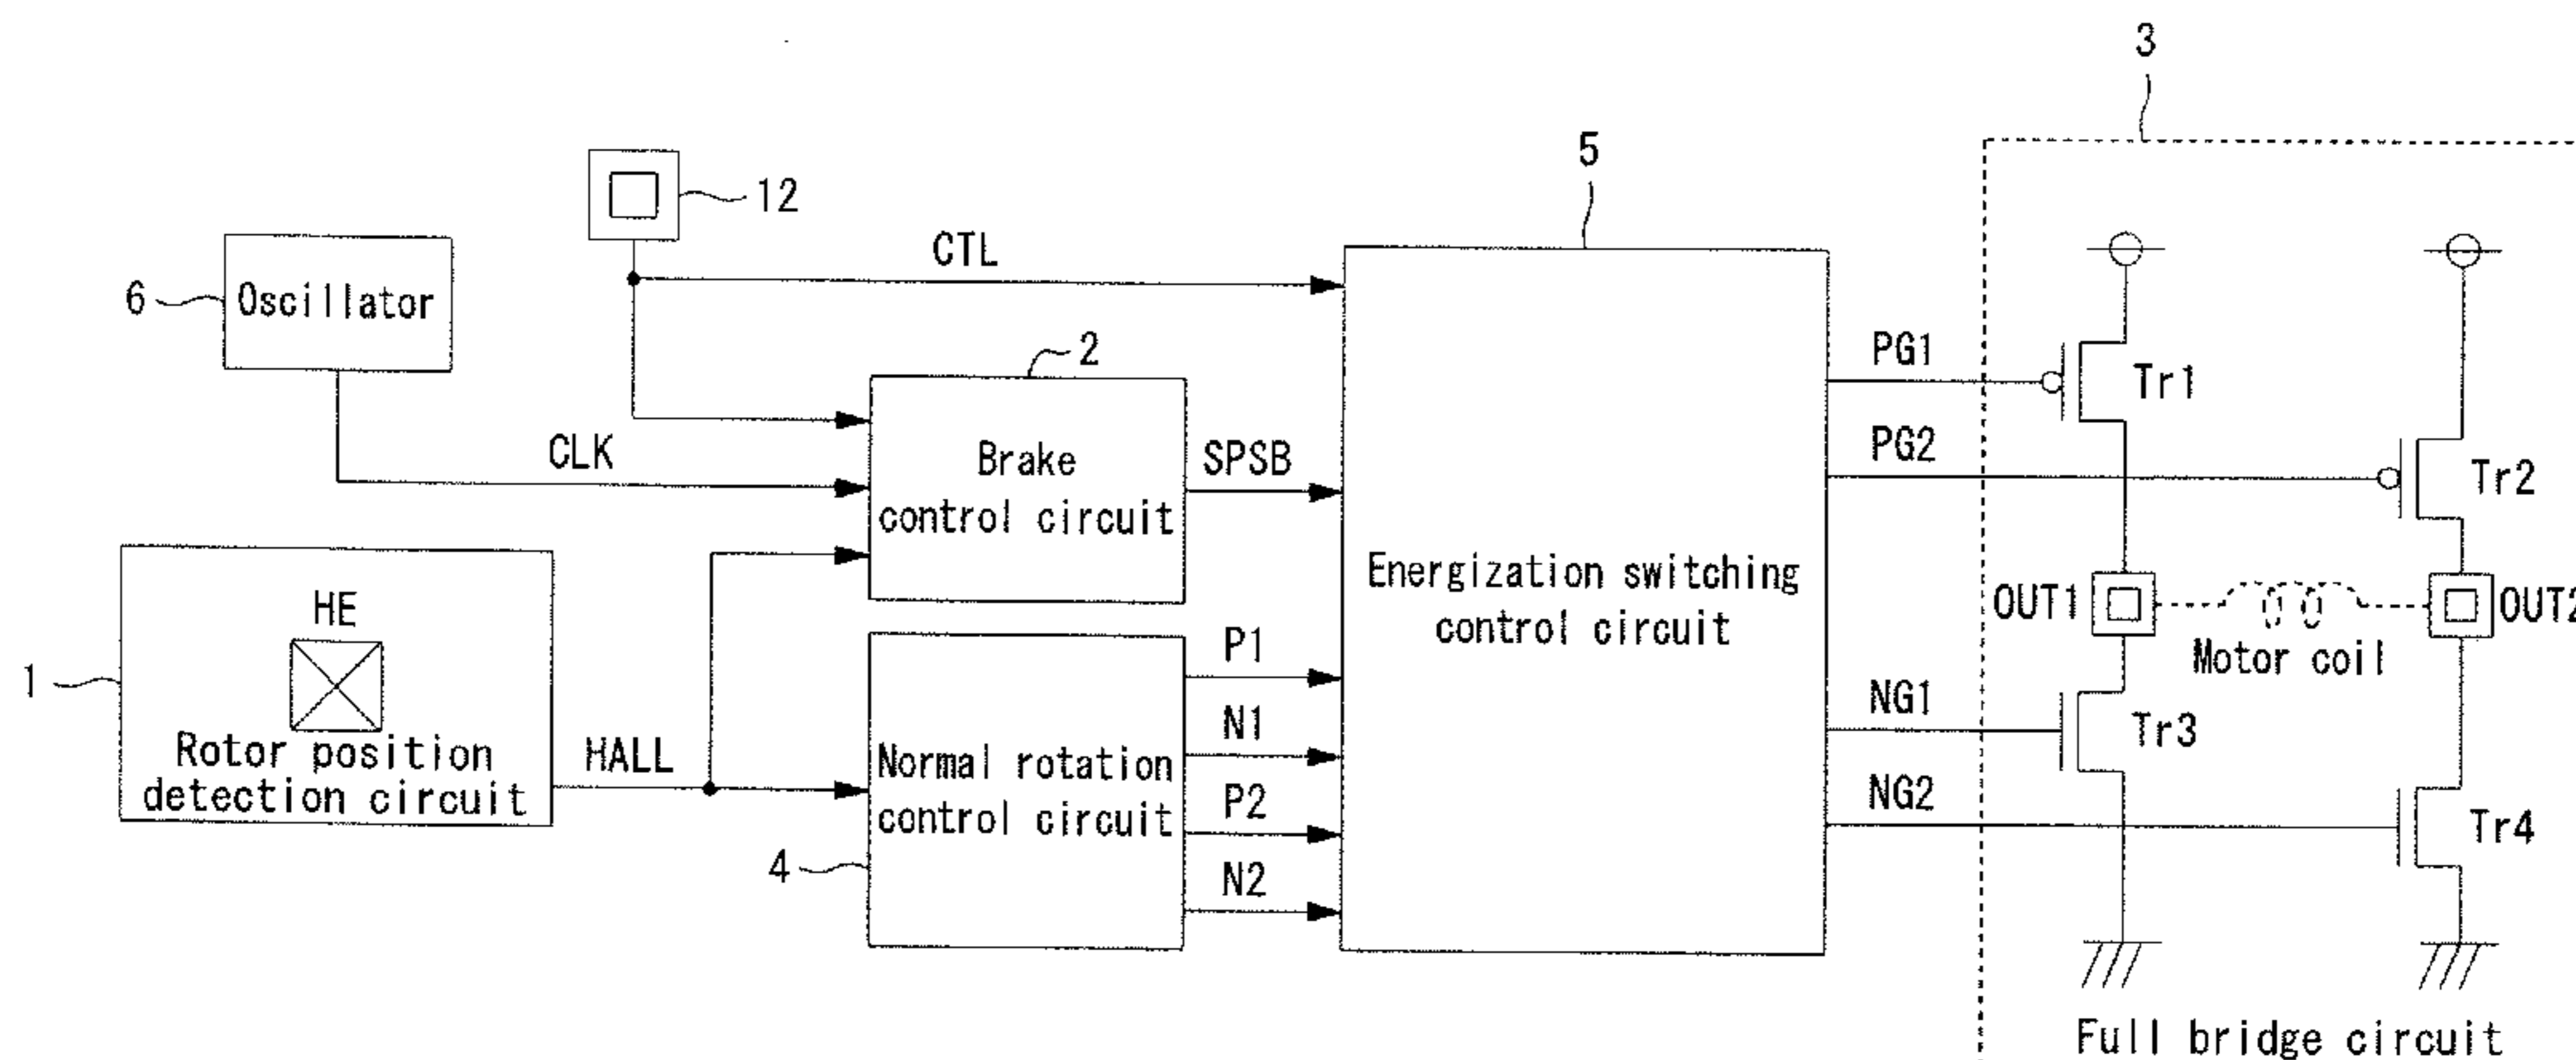 3
5
12
CTL
6
Oscillator
2
PG1
Tr1
CLK
Brake
control circuit
SPSB
PG2
Tr2
HE
Energization switching
control circuit
OUT1
OUT2
Motor coil
1
Rotor position
detection circuit
HALL
Normal rotation
control circuit
P1
N1
P2
N2
4
NG1
Tr3
NG2
Tr4
Full bridge circuit